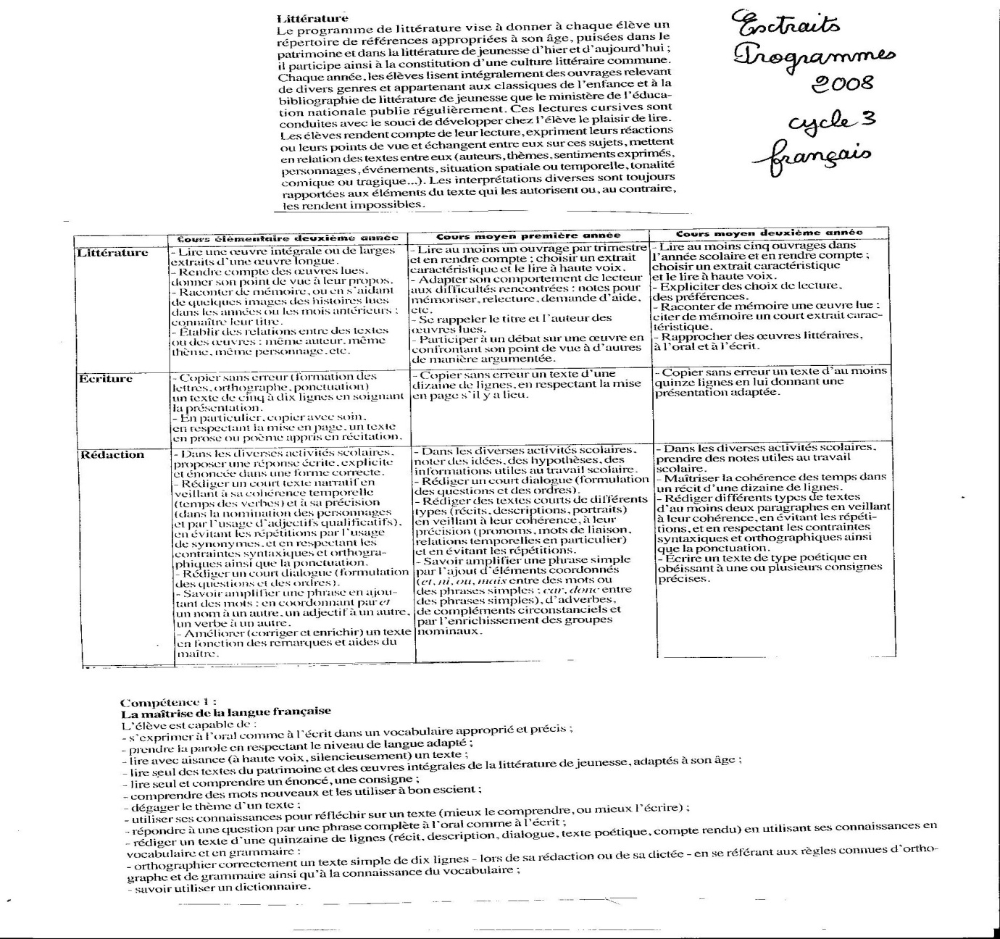 Littérature
Le programme de littérature vise à donner à chaque élève un
répertoire de références appropriées à son âge, puisées dans le
patrimoine et dans la littérature de jeunesse d'hier et d'aujourd'hui ;
il participe ainsi à la constitution d'une culture littéraire commune.
Chaque année, les élèves lisent intégralement des ouvrages relevant
de divers genres et appartenant aux classiques de l'enfance et à la
bibliographie de littérature de jeunesse que le ministère de l'éduca-
tion nationale publie régulièrement. Ces lectures cursives sont
conduites avec le souci de développer chez l'élève le plaisir de lire.
Les élèves rendent compte de leur lecture, expriment leurs réactions
ou leurs points de vue et échangent entre eux sur ces sujets, mettent
en relation des textes entre eux (auteurs, thèmes, sentiments exprimés,
personnages, événements, situation spatiale ou temporelle, tonalité
comique ou tragique...). Les interprétations diverses sont toujours
rapportées aux éléments du texte qui les autorisent ou, au contraire,
les rendent impossibles.
Esctraits
Programmes
2008
cycle 3
français
Cours élémentaire deuxième année
Cours moyen première année
Cours moyen deuxième année
Littérature
- Lire une œuvre intégrale ou de larges
extraits d'une œuvre longue.
- Rendre compte des œuvres lues,
donner son point de vue à leur propos.
- Raconter de mémoire, ou en s'aidant
de quelques images des histoires lues
dans les années ou les mois antérieurs ;
connaître leur titre.
- Établir des relations entre des textes
ou des œuvres : même auteur, même
thème, même personnage, etc.
- Lire au moins un ouvrage par trimestre
et en rendre compte ; choisir un extrait
caractéristique et le lire à haute voix.
- Adapter son comportement de lecteur
aux difficultés rencontrées : notes pour
mémoriser, relecture, demande d'aide,
etc.
- Se rappeler le titre et l'auteur des
œuvres lues.
- Participer à un débat sur une œuvre en
confrontant son point de vue à d'autres
de manière argumentée.
- Lire au moins cinq ouvrages dans
l'année scolaire et en rendre compte ;
choisir un extrait caractéristique
et le lire à haute voix.
- Expliciter des choix de lecture,
des préférences.
- Raconter de mémoire une œuvre lue ;
citer de mémoire un court extrait carac-
téristique.
- Rapprocher des œuvres littéraires,
à l'oral et à l'écrit.
Écriture
- Copier sans erreur (formation des
lettres, orthographe, ponctuation)
un texte de cinq à dix lignes en soignant
la présentation.
- En particulier, copier avec soin,
en respectant la mise en page, un texte
en prose ou poème appris en récitation.
- Copier sans erreur un texte d'une
dizaine de lignes, en respectant la mise
en page s'il y a lieu.
- Copier sans erreur un texte d'au moins
quinze lignes en lui donnant une
présentation adaptée.
Rédaction
- Dans les diverses activités scolaires,
proposer une réponse écrite, explicite
et énoncée dans une forme correcte.
- Rédiger un court texte narratif en
veillant à sa cohérence temporelle
(temps des verbes) et à sa précision
(dans la nomination des personnages
et par l'usage d'adjectifs qualificatifs),
en évitant les répétitions par l'usage
de synonymes, et en respectant les
contraintes syntaxiques et orthogra-
phiques ainsi que la ponctuation.
- Rédiger un court dialogue (formulation
des questions et des ordres).
- Savoir amplifier une phrase en ajou-
tant des mots : en coordonnant par et
un nom à un autre, un adjectif à un autre,
un verbe à un autre.
- Améliorer (corriger et enrichir) un texte
en fonction des remarques et aides du
maître.
- Dans les diverses activités scolaires,
noter des idées, des hypothèses, des
informations utiles au travail scolaire.
- Rédiger un court dialogue (formulation
des questions et des ordres).
- Rédiger des textes courts de différents
types (récits, descriptions, portraits)
en veillant à leur cohérence, à leur
précision (pronoms, mots de liaison,
relations temporelles en particulier)
et en évitant les répétitions.
- Savoir amplifier une phrase simple
par l'ajout d'éléments coordonnés
(et, ni, ou, mais entre des mots ou
des phrases simples ; car, donc entre
des phrases simples), d'adverbes,
de compléments circonstanciels et
par l'enrichissement des groupes
nominaux.
- Dans les diverses activités scolaires,
prendre des notes utiles au travail
scolaire.
- Maîtriser la cohérence des temps dans
un récit d'une dizaine de lignes.
- Rédiger différents types de textes
d'au moins deux paragraphes en veillant
à leur cohérence, en évitant les répéti-
tions, et en respectant les contraintes
syntaxiques et orthographiques ainsi
que la ponctuation.
- Écrire un texte de type poétique en
obéissant à une ou plusieurs consignes
précises.
Compétence 1 :
La maîtrise de la langue française
L'élève est capable de :
- s'exprimer à l'oral comme à l'écrit dans un vocabulaire approprié et précis ;
- prendre la parole en respectant le niveau de langue adapté ;
- lire avec aisance (à haute voix, silencieusement) un texte ;
- lire seul des textes du patrimoine et des œuvres intégrales de la littérature de jeunesse, adaptés à son âge ;
- lire seul et comprendre un énoncé, une consigne ;
- comprendre des mots nouveaux et les utiliser à bon escient ;
- dégager le thème d'un texte ;
- utiliser ses connaissances pour réfléchir sur un texte (mieux le comprendre, ou mieux l'écrire) ;
- répondre à une question par une phrase complète à l'oral comme à l'écrit ;
- rédiger un texte d'une quinzaine de lignes (récit, description, dialogue, texte poétique, compte rendu) en utilisant ses connaissances en
vocabulaire et en grammaire ;
- orthographier correctement un texte simple de dix lignes - lors de sa rédaction ou de sa dictée - en se référant aux règles connues d'ortho-
graphe et de grammaire ainsi qu'à la connaissance du vocabulaire ;
- savoir utiliser un dictionnaire.